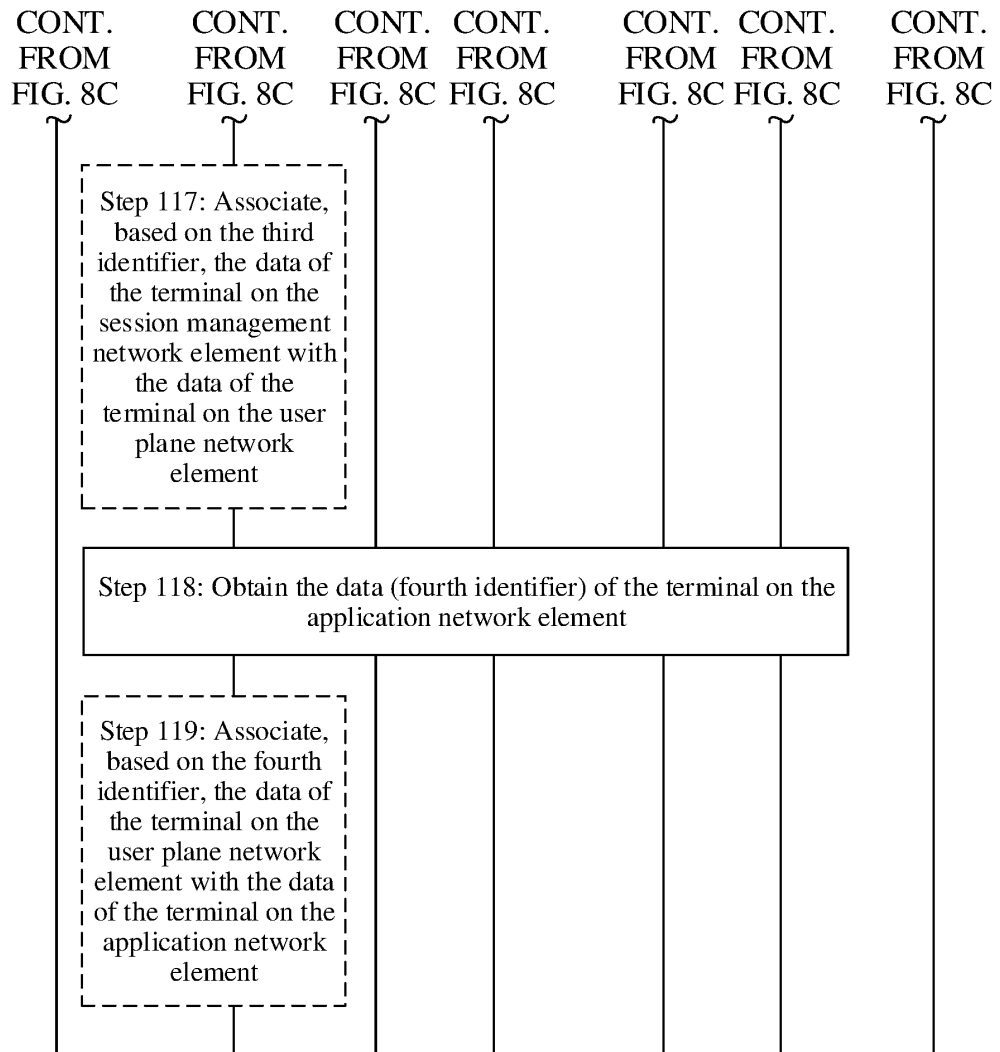 CONT. CONT. CONT. CONT. CONT. CONT. CONT.
FROM FROM FROM FROM FROM FROM FROM
FIG. 8C FIG. 8C FIG. 8C FIG. 8C FIG. 8C FIG. 8C FIG. 8C
Step 117: Associate,
based on the third
identifier, the data of
the terminal on the
session management
network element with
the data of the
terminal on the user
plane network
element
Step 118: Obtain the data (fourth identifier) of the terminal on the
application network element
Step 119: Associate,
based on the fourth
identifier, the data of
the terminal on the
user plane network
element with the data
of the terminal on the
application network
element